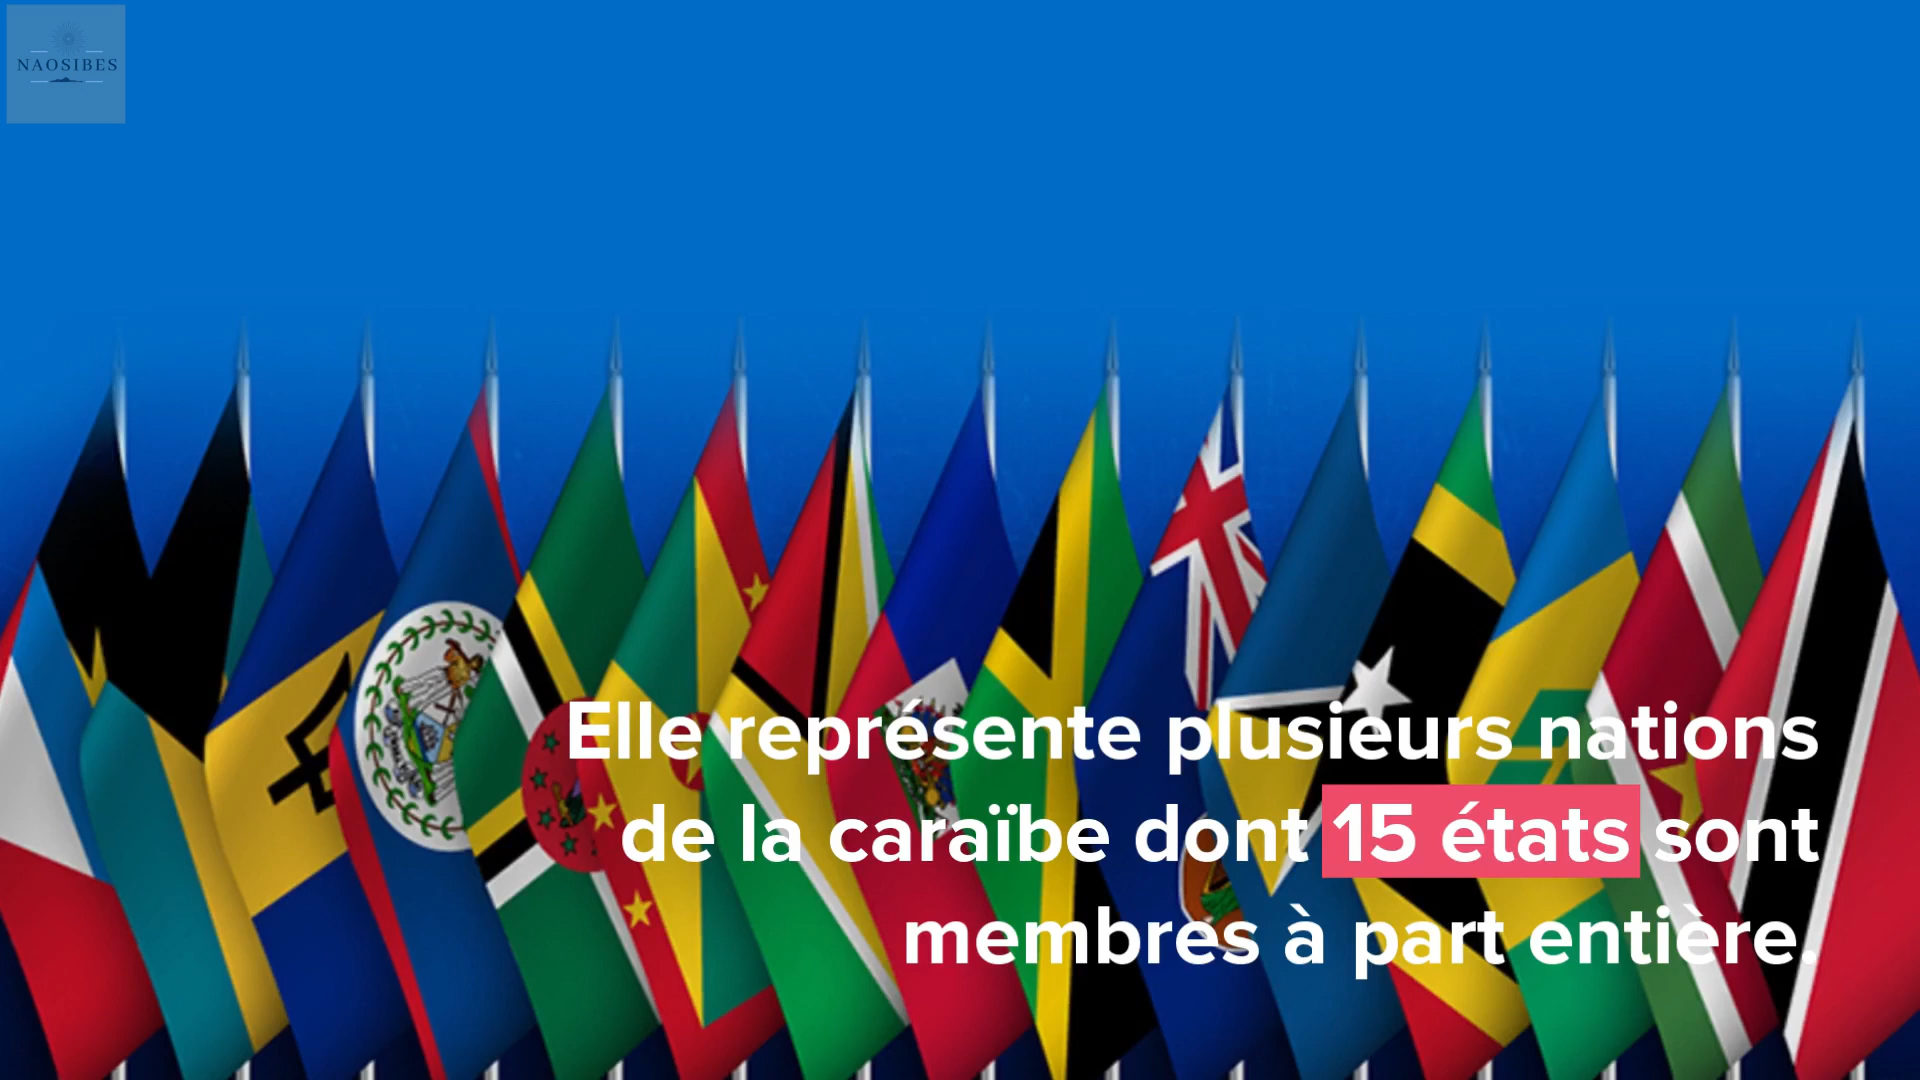 NAOSIBES
Elle représente plusieurs nations
de la caraïbe dont 15 états sont
membres à part entière.